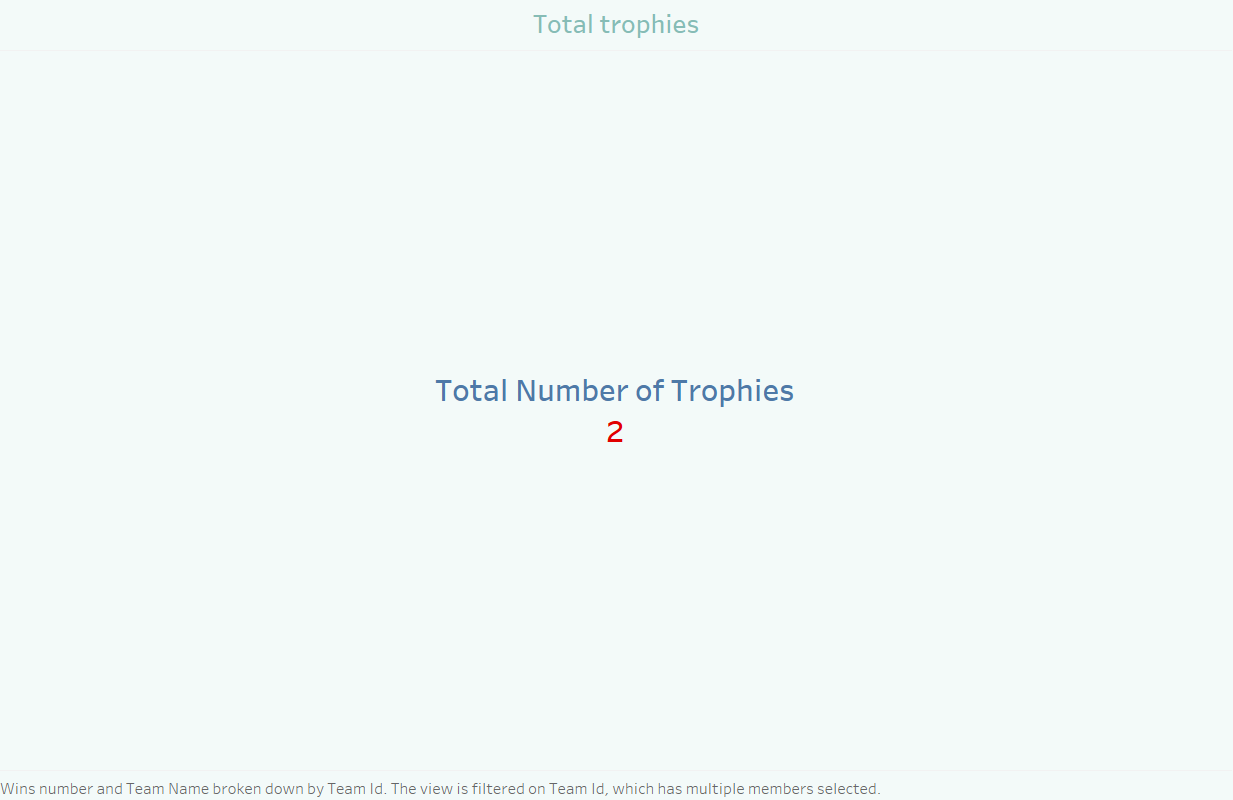 Total trophies
Total Number of Trophies
2
Wins number and Team Name broken down by Team Id. The view is filtered on Team Id, which has multiple members selected.